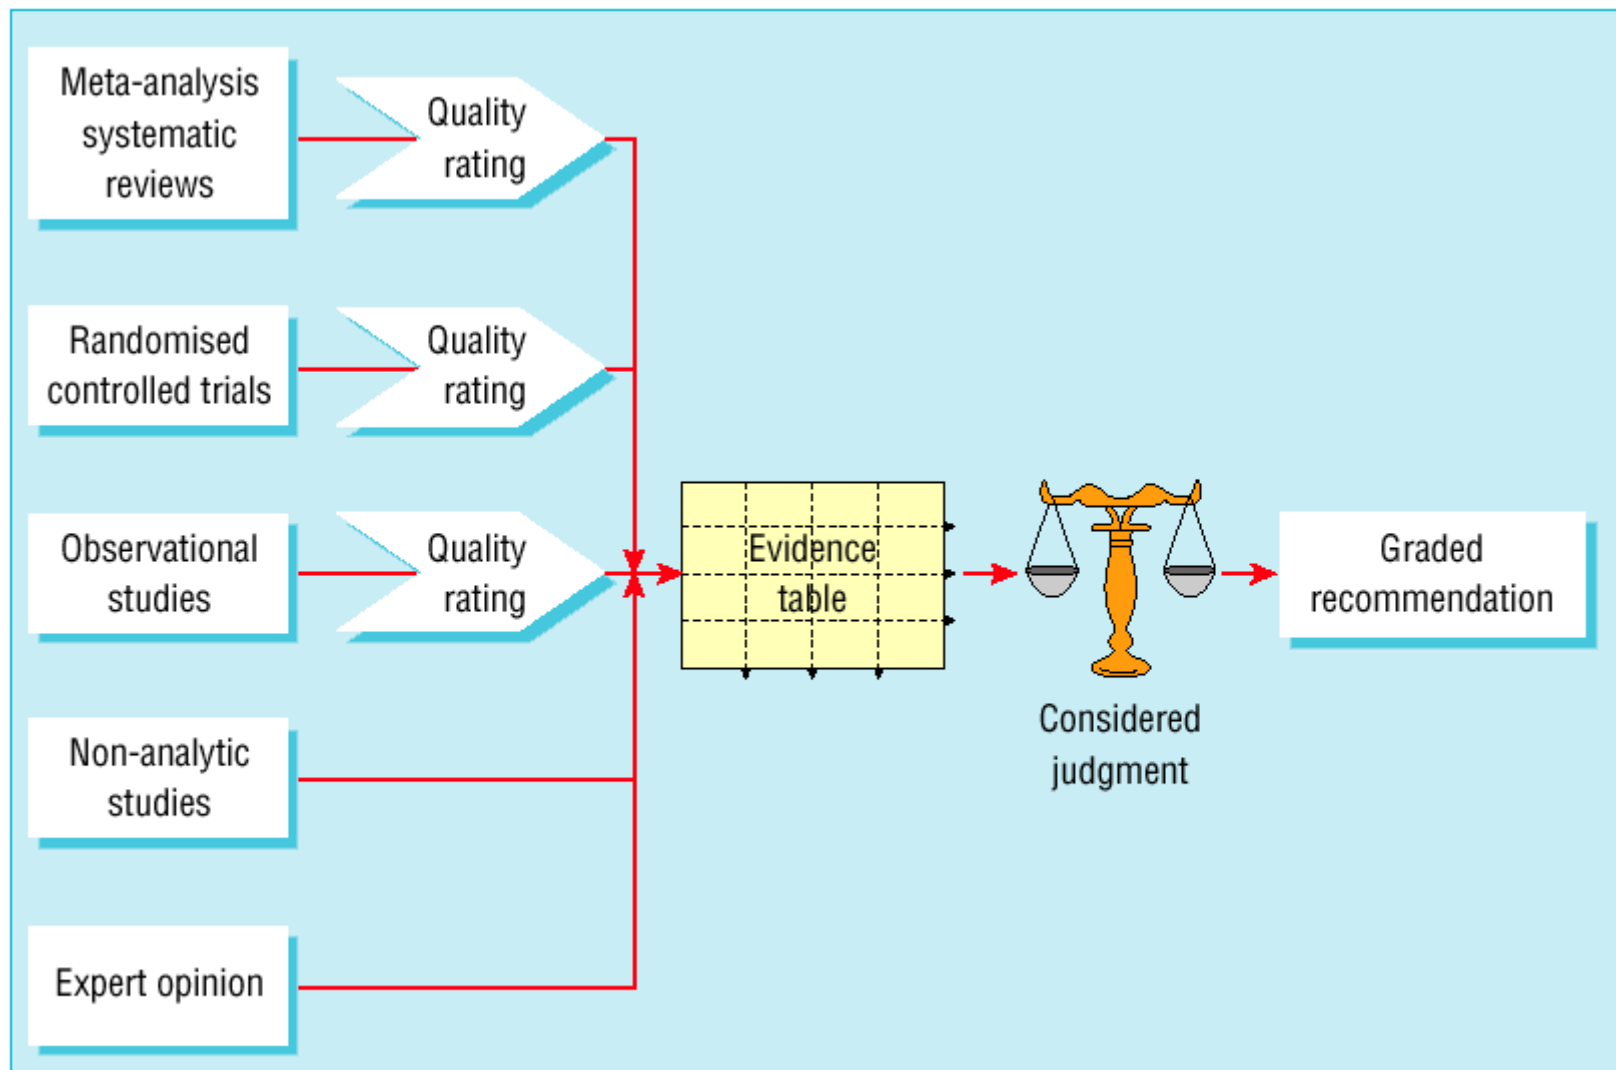 Meta-analysis
systematic
reviews
Quality
rating
Randomised
controlled trials
Quality
rating
Observational
studies
Quality
rating
Evidence
table
Considered
judgment
Graded
recommendation
Non-analytic
studies
Expert opinion